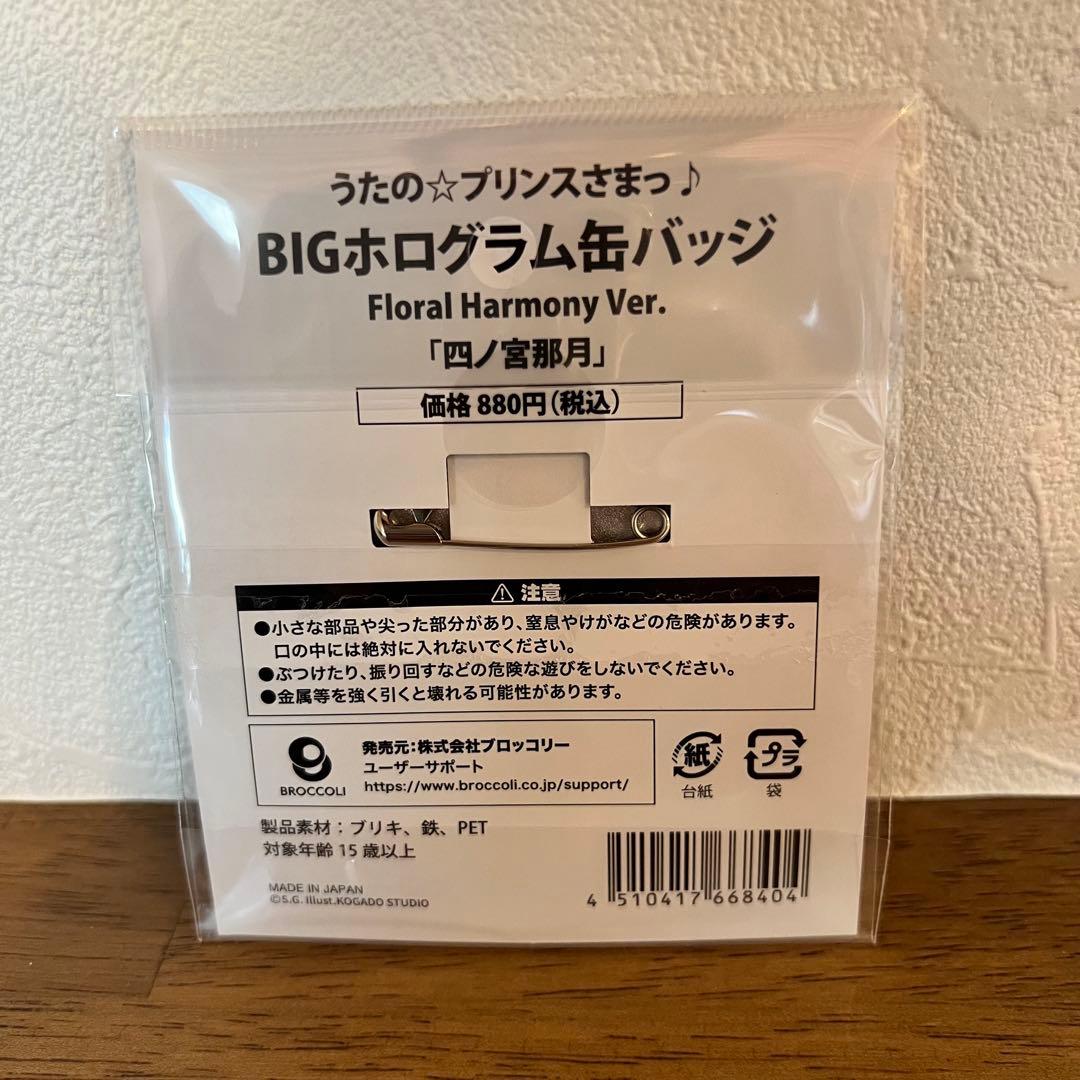 うたの☆プリンスさまっ♪
BIGホログラム缶バッジ
Floral Harmony Ver.
「四ノ宮那月」
価格 880円（税込）
⚠ 注意
●小さな部品や尖った部分があり、窒息やけがなどの危険があります。
口の中には絶対に入れないでください。
●ぶつけたり、振り回すなどの危険な遊びをしないでください。
●金属等を強く引くと壊れる可能性があります。
発売元：株式会社ブロッコリー
ユーザーサポート
https://www.broccoli.co.jp/support/
BROCCOLI
紙
台紙
プラ
袋
製品素材：ブリキ、鉄、PET
対象年齢 15 歳以上
MADE IN JAPAN
©S.G. Illust.KOGADO STUDIO
4 510417 668404